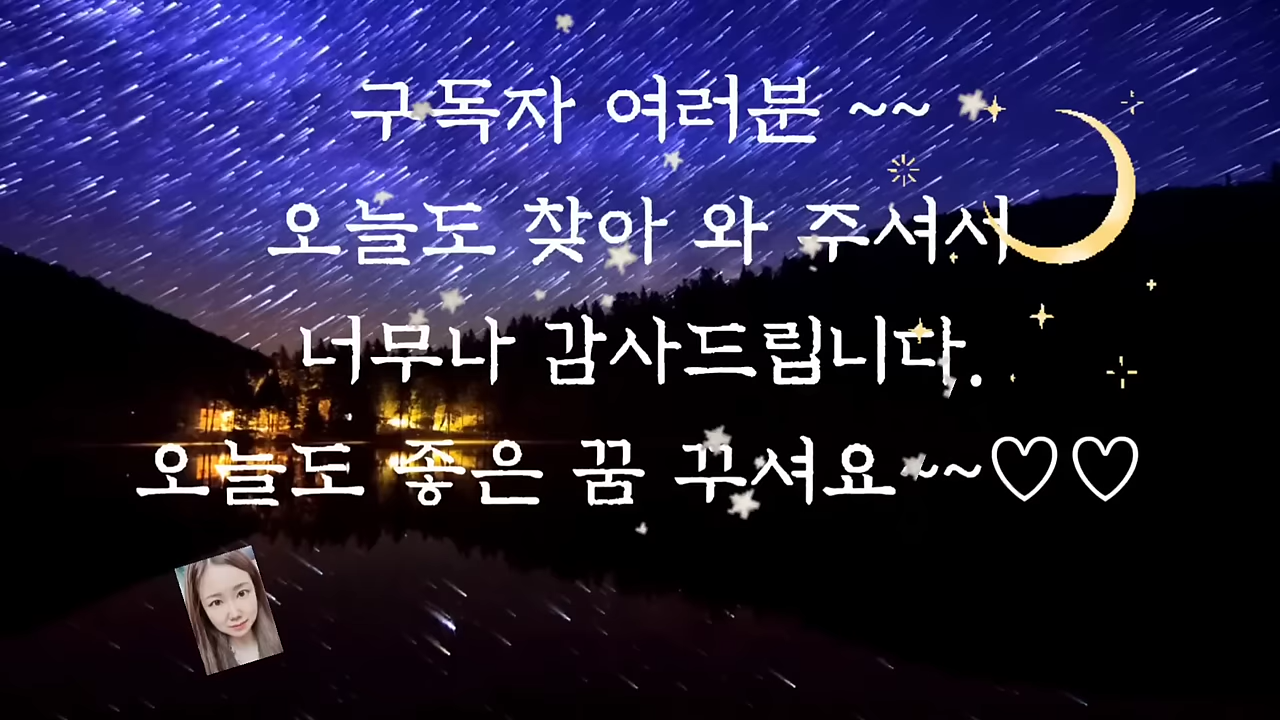 구독자 여러분 ~~
오늘도 찾아 와 주셔서
너무나 감사드립니다.
오늘도 좋은 꿈 꾸셔요~~♡♡